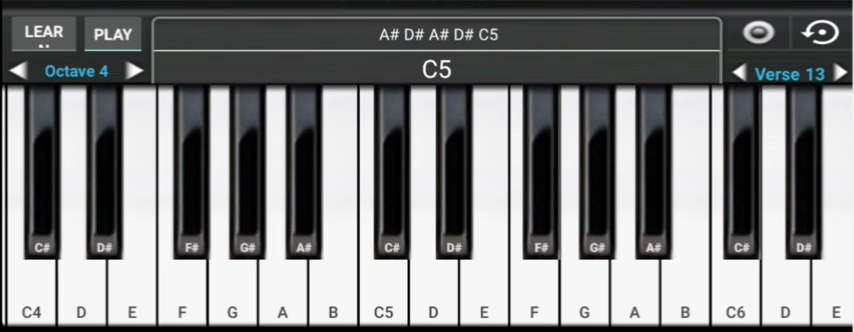 LEAR PLAY
A# D# A# D# C5
Octave 4
C5
Verse 13
C# D# F# G# A# C# D# F# G# A# C# D#
C4 D E F G A B C5 D E F G A B C6 D E